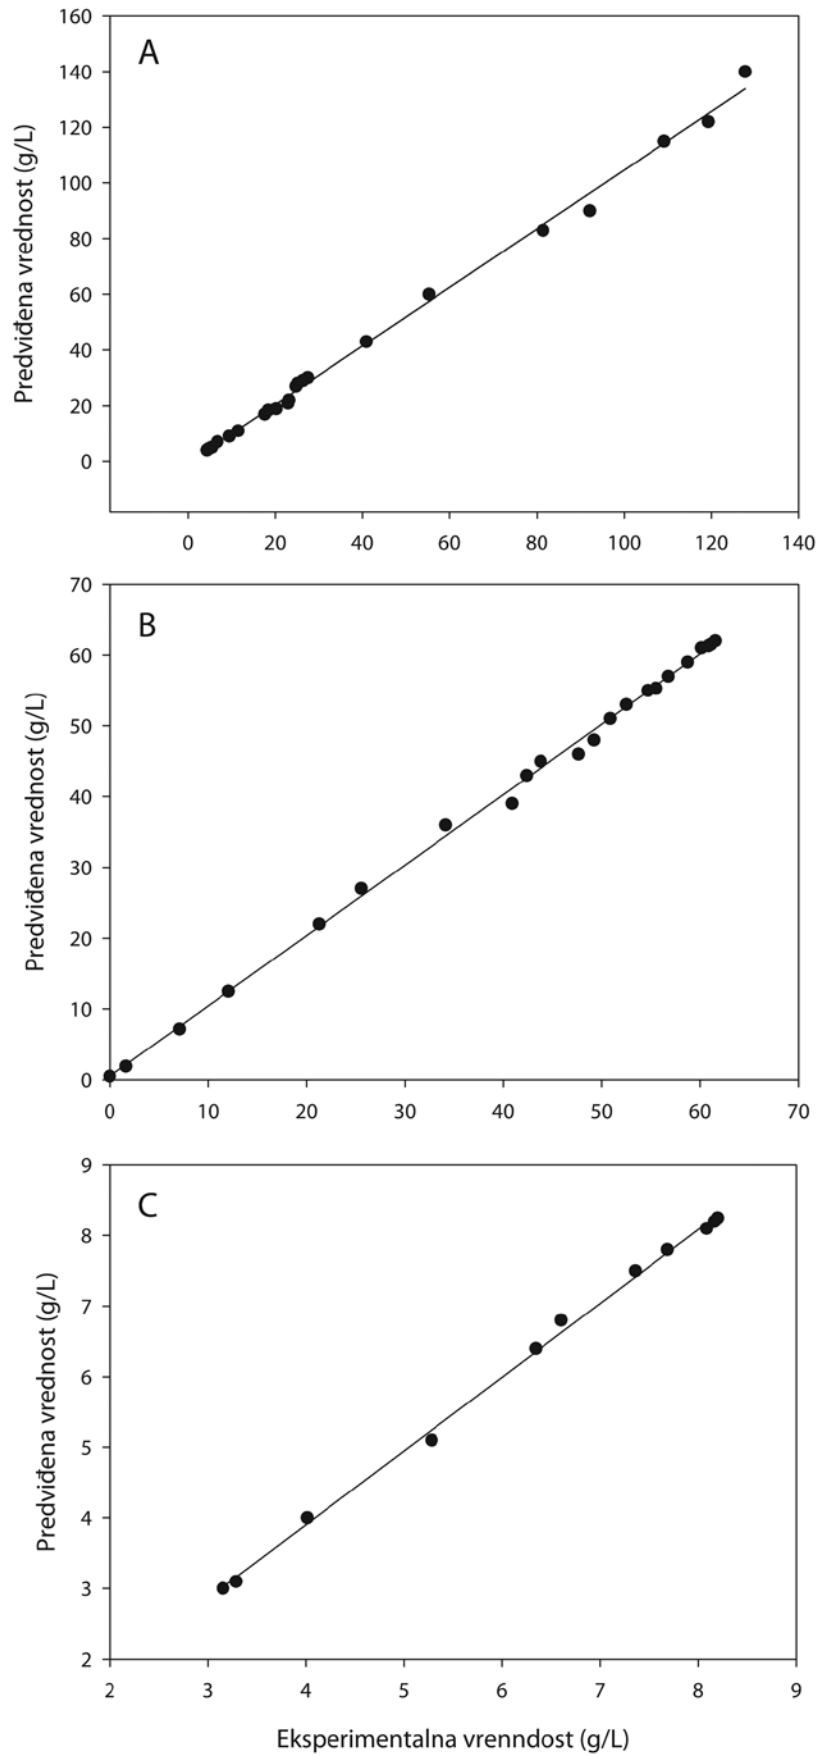 160
A
140
120
100
80
60
40
20
0
Predviđena vrednost (g/L)
0 20 40 60 80 100 120 140
70
B
60
50
40
30
20
10
0
Predviđena vrednost (g/L)
0 10 20 30 40 50 60 70
9
C
8
7
6
5
4
3
2
Predviđena vrednost (g/L)
2 3 4 5 6 7 8 9
Eksperimentalna vrenndost (g/L)